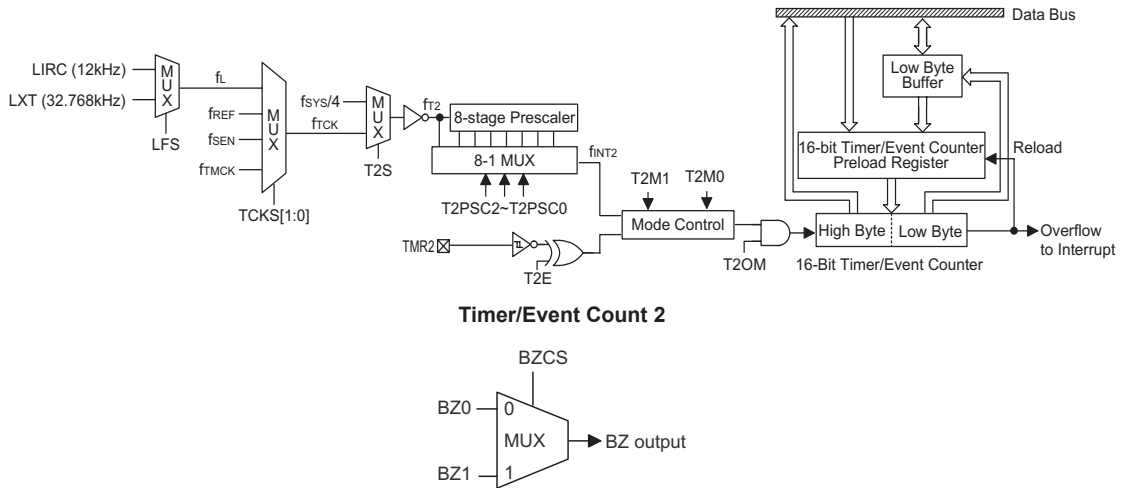 Data Bus
LIRC (12kHz)
LXT (32.768kHz)
MUX
LFS
fL
fREF
fSEN
fTMCK
MUX
TCKS[1:0]
fSYS/4
fTCK
MUX
T2S
fT2
8-stage Prescaler
8-1 MUX
fINT2
T2PSC2~T2PSC0
TMR2
T2E
T2M1
T2M0
Mode Control
T2OM
Low Byte
Buffer
16-bit Timer/Event Counter
Preload Register
Reload
High Byte
Low Byte
Overflow
to Interrupt
16-Bit Timer/Event Counter
Timer/Event Count 2
BZCS
BZ0
0
MUX
BZ output
BZ1
1